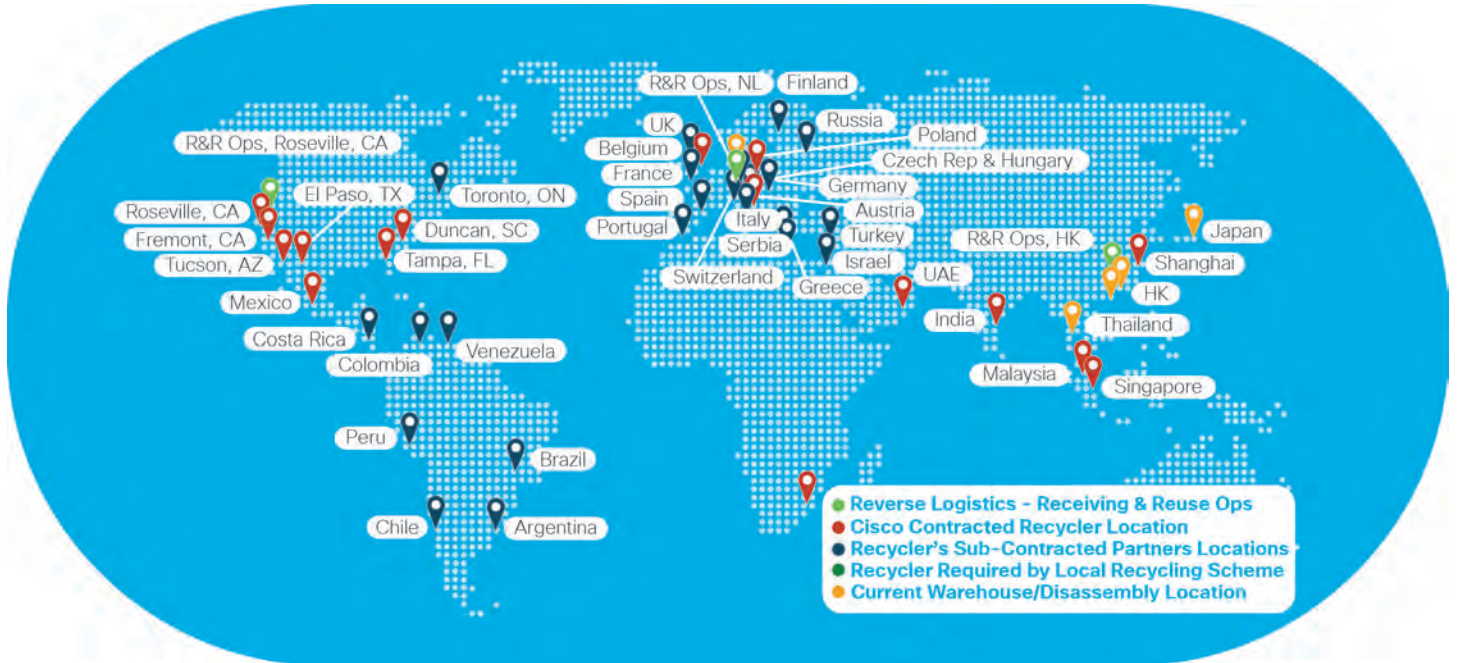 R&R Ops, NL
Finland
UK
Russia
R&R Ops, Roseville, CA
Belgium
Poland
France
Czech Rep & Hungary
El Paso, TX
Toronto, ON
Spain
Germany
Roseville, CA
Portugal
Italy
Austria
Fremont, CA
Duncan, SC
Serbia
Turkey
R&R Ops, HK
Japan
Tucson, AZ
Tampa, FL
Israel
Shanghai
Switzerland
Greece
UAE
Mexico
HK
India
Thailand
Costa Rica
Colombia
Venezuela
Malaysia
Singapore
Peru
Brazil
Chile
Argentina
Reverse Logistics - Receiving & Reuse Ops
Cisco Contracted Recycler Location
Recycler's Sub-Contracted Partners Locations
Recycler Required by Local Recycling Scheme
Current Warehouse/Disassembly Location